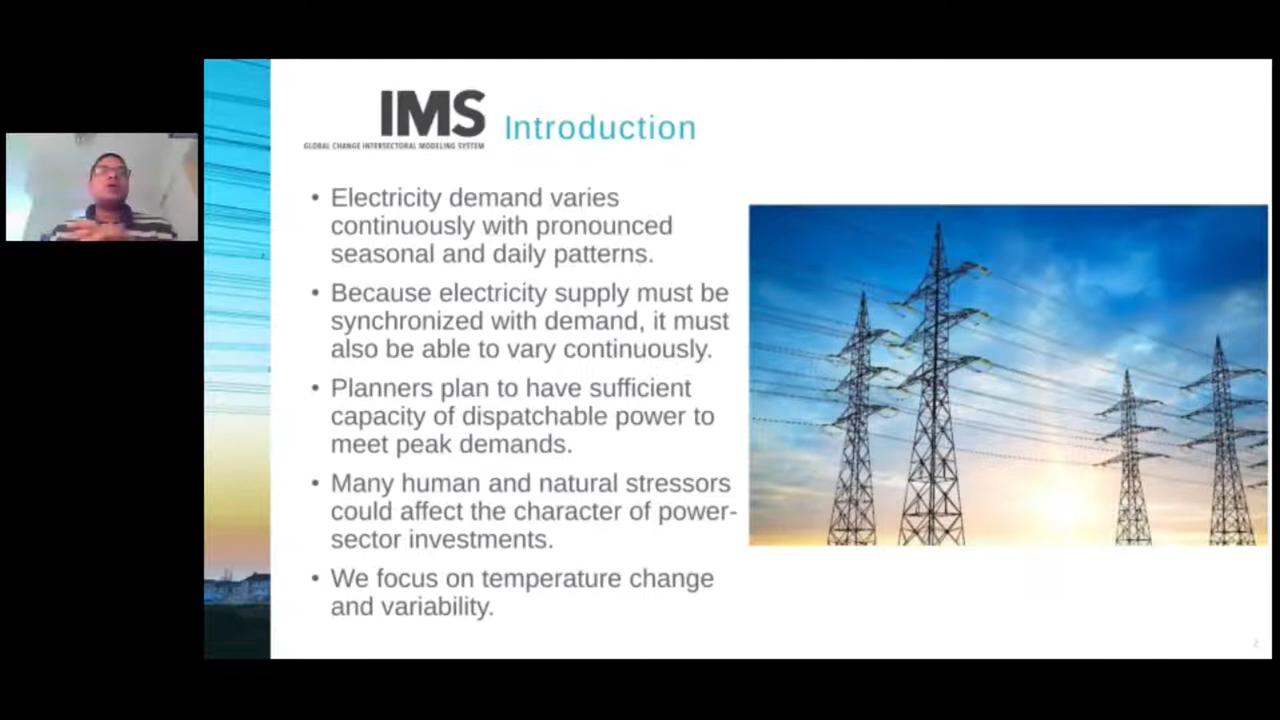 IMS
GLOBAL CHANGE INTERSECTORAL MODELING SYSTEM
Introduction
• Electricity demand varies
continuously with pronounced
seasonal and daily patterns.
• Because electricity supply must be
synchronized with demand, it must
also be able to vary continuously.
• Planners plan to have sufficient
capacity of dispatchable power to
meet peak demands.
• Many human and natural stressors
could affect the character of power-
sector investments.
• We focus on temperature change
and variability.
2